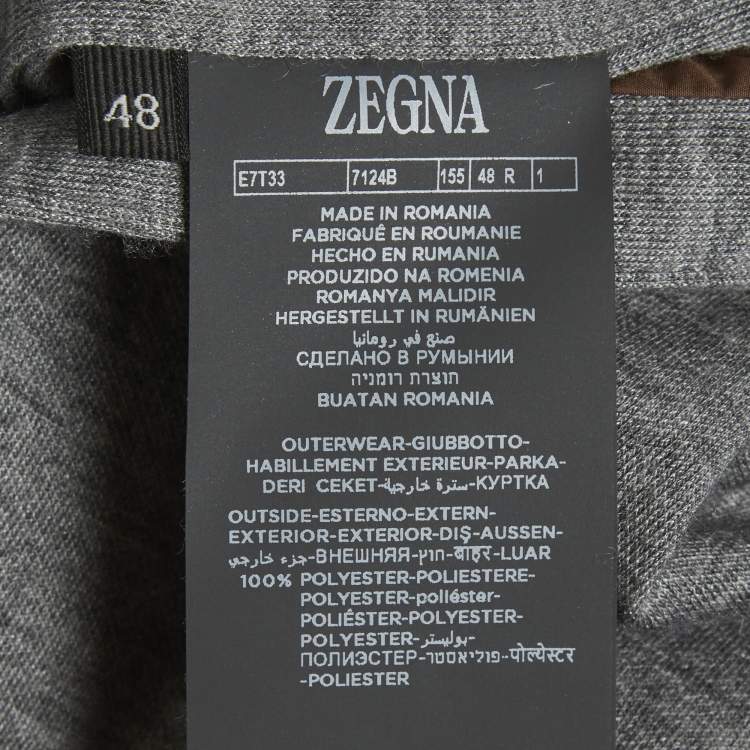 48
ZEGNA
E7T33 7124B 155 48 R 1
MADE IN ROMANIA
FABRIQUÊ EN ROUMANIE
HECHO EN RUMANIA
PRODUZIDO NA ROMENIA
ROMANYA MALIDIR
HERGESTELLT IN RUMÄNIEN
صنع في رومانيا
СДЕЛАНО В РУМЫНИИ
תוצרת רומניה
BUATAN ROMANIA
OUTERWEAR-GIUBBOTTO-
HABILLEMENT EXTERIEUR-PARKA-
DERI CEKET-سترة خارجية-КУРТКА
OUTSIDE-ESTERNO-EXTERN-
EXTERIOR-EXTERIOR-DIŞ-AUSSEN-
جزء خارجي-ВНЕШНЯЯ-חוץ-बाहर-LUAR
100% POLYESTER-POLIESTERE-
POLYESTER-poliéster-
POLIÉSTER-POLYESTER-
POLYESTER-بوليستر-
ПОЛИЭСТЕР-פוליאסטר-पोल्येस्टर
-POLIESTER